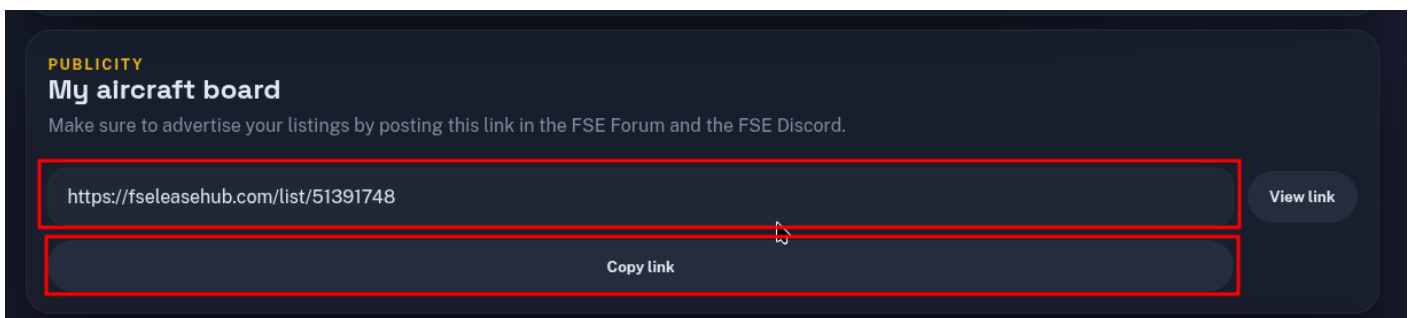 PUBLICITY
My aircraft board
Make sure to advertise your listings by posting this link in the FSE Forum and the FSE Discord.
https://fseleasehub.com/list/51391748
View link
Copy link